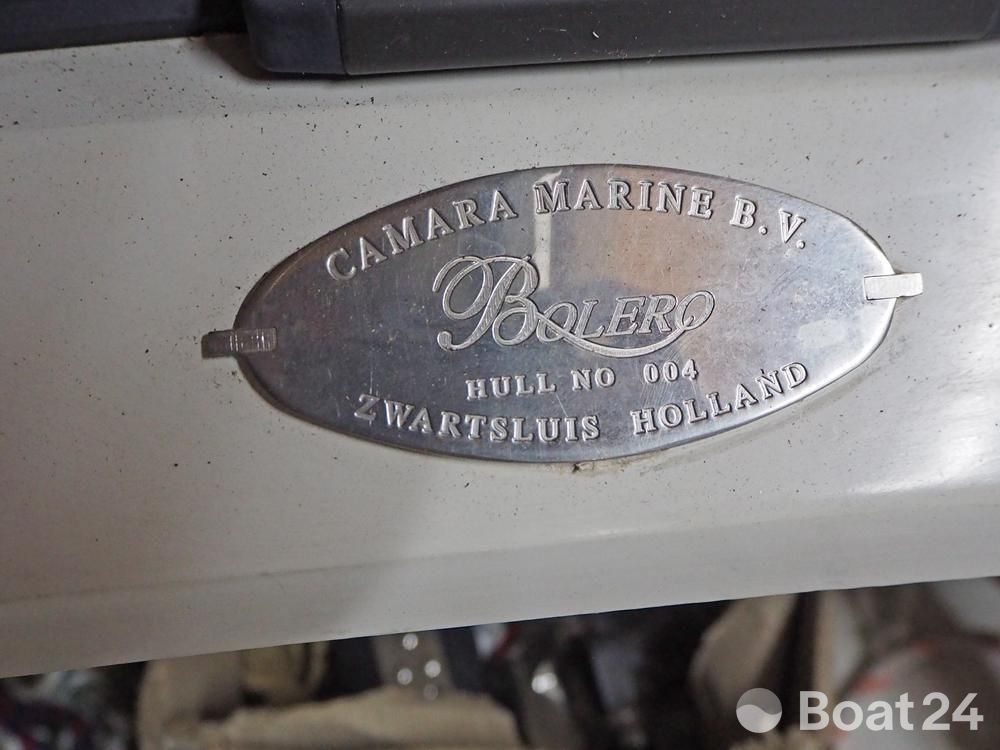 CAMARA MARINE B.V.
BOLERO
HULL NO 004
ZWARTSLUIS HOLLAND
Boat24